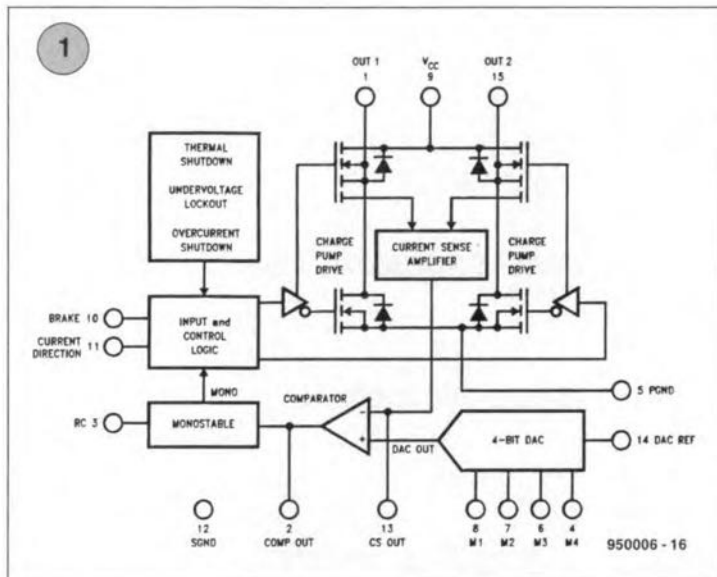 1
OUT 1
1
VCC
9
OUT 2
15
THERMAL
SHUTDOWN
UNDERVOLTAGE
LOCKOUT
OVERCURRENT
SHUTDOWN
CHARGE
PUMP
DRIVE
CURRENT SENSE
AMPLIFIER
CHARGE
PUMP
DRIVE
BRAKE 10
CURRENT
DIRECTION 11
INPUT and
CONTROL
LOGIC
MONO
RC 3
MONOSTABLE
COMPARATOR
-
+
DAC OUT
4-BIT DAC
5 PGND
14 DAC REF
12
SGND
2
COMP OUT
13
CS OUT
8
M1
7
M2
6
M3
4
M4
950006 - 16